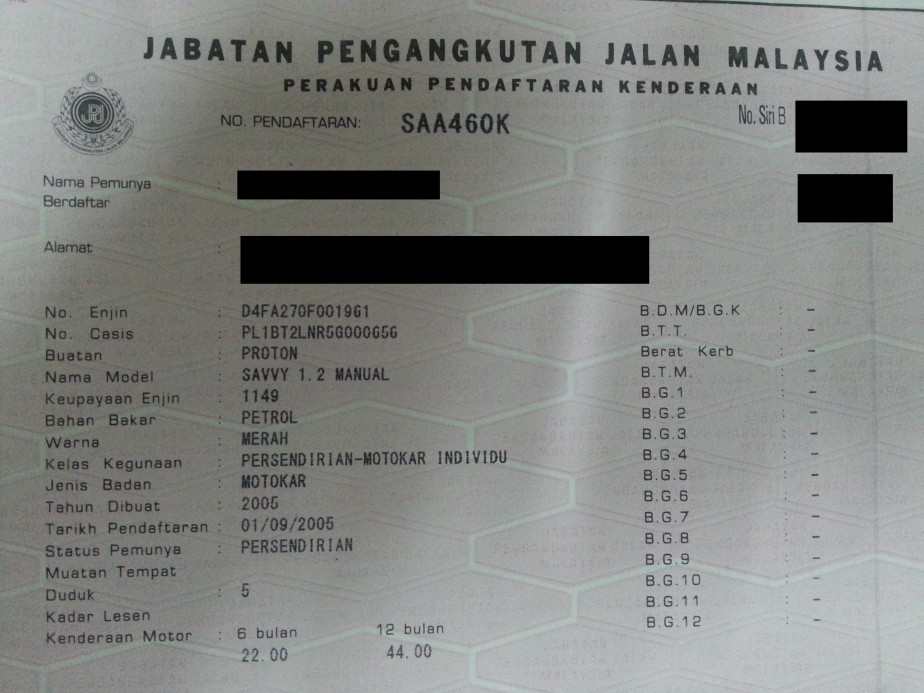 JABATAN PENGANGKUTAN JALAN MALAYSIA
PERAKUAN PENDAFTARAN KENDERAAN
JPJ
NO. PENDAFTARAN: SAA460K
No. Siri B
Nama Pemunya :
Berdaftar
Alamat :
No. Enjin : D4FA270F001961
No. Casis : PL1BT2LNR5G000656
Buatan : PROTON
Nama Model : SAVVY 1.2 MANUAL
Keupayaan Enjin : 1149
Bahan Bakar : PETROL
Warna : MERAH
Kelas Kegunaan : PERSENDIRIAN-MOTOKAR INDIVIDU
Jenis Badan : MOTOKAR
Tahun Dibuat : 2005
Tarikh Pendaftaran : 01/09/2005
Status Pemunya : PERSENDIRIAN
Muatan Tempat
Duduk : 5
Kadar Lesen
Kenderaan Motor : 6 bulan 12 bulan
22.00 44.00
B.D.M/B.G.K : -
B.T.T. : -
Berat Kerb : -
B.T.M. : -
B.G.1 : -
B.G.2 : -
B.G.3 : -
B.G.4 : -
B.G.5 : -
B.G.6 : -
B.G.7 : -
B.G.8 : -
B.G.9 : -
B.G.10 : -
B.G.11 : -
B.G.12 : -